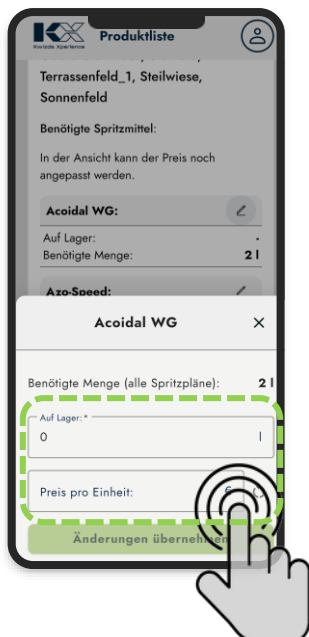 KX
Kwizda Xperience
Produktliste
Terrassenfeld_1, Steilwiese,
Sonnenfeld
Benötigte Spritzmittel:
In der Ansicht kann der Preis noch
angepasst werden.
Acoidal WG:
Auf Lager: -
Benötigte Menge: 2 l
Azo-Speed:
Acoidal WG ×
Benötigte Menge (alle Spritzpläne): 2 l
Auf Lager: *
0 l
Preis pro Einheit:
Änderungen übernehmen